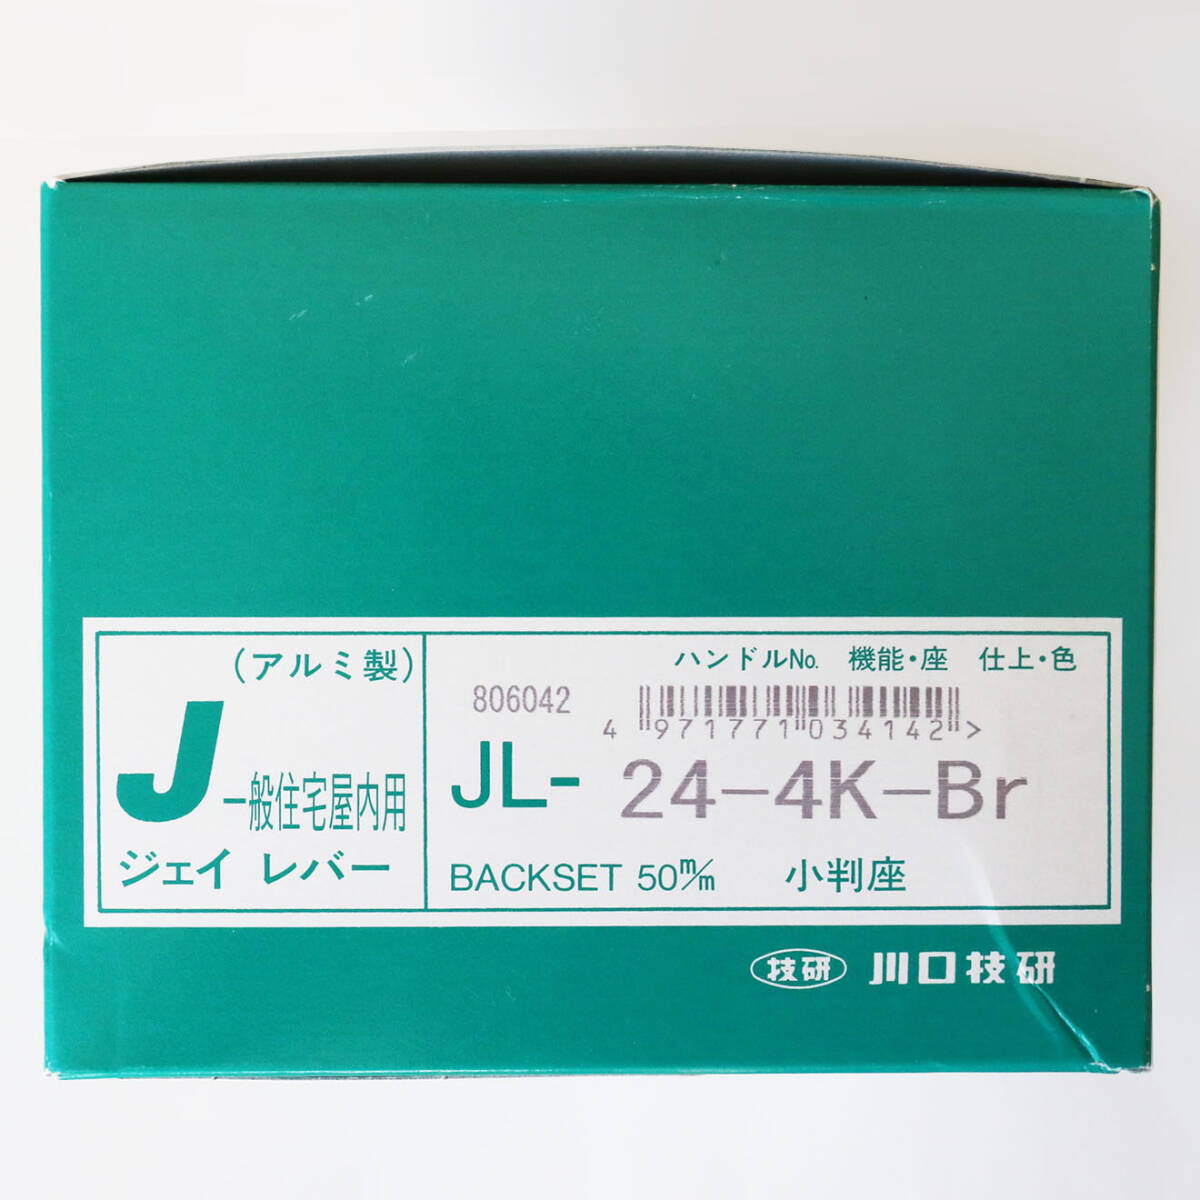 (アルミ製)
J一般住宅屋内用
ジェイ レバー
ハンドルNo. 機能・座 仕上・色
806042
4 971771 034142 >
JL- 24-4K-Br
BACKSET 50m/m 小判座
技研 川口技研